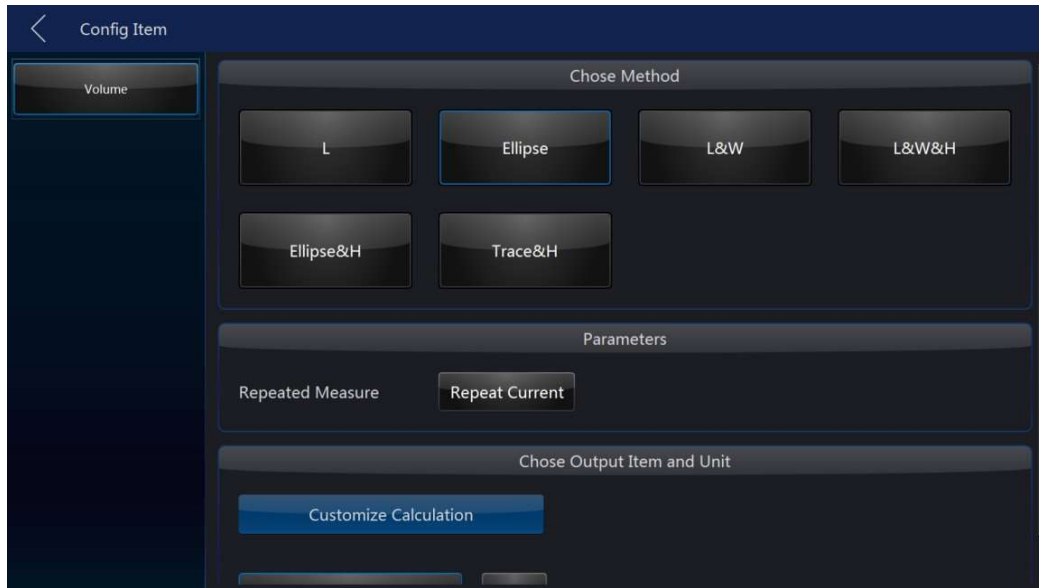 Config Item
Volume
Chose Method
L
Ellipse
L&W
L&W&H
Ellipse&H
Trace&H
Parameters
Repeated Measure
Repeat Current
Chose Output Item and Unit
Customize Calculation